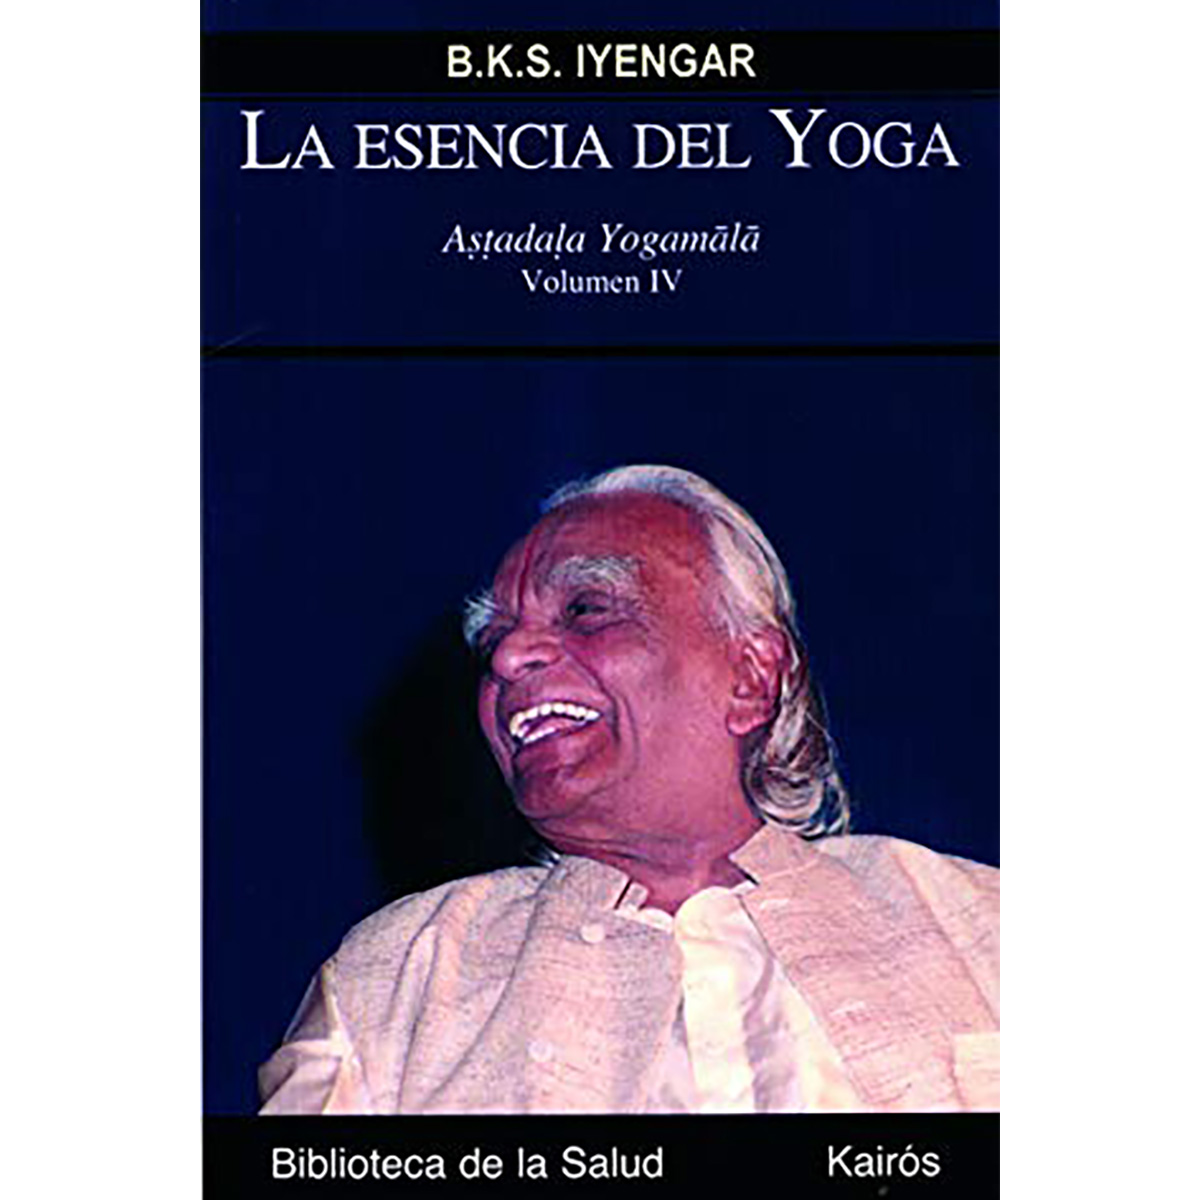 B.K.S. IYENGAR
LA ESENCIA DEL YOGA
Aṣṭadaḷa Yogamālā
Volumen IV
Biblioteca de la Salud
Kairós